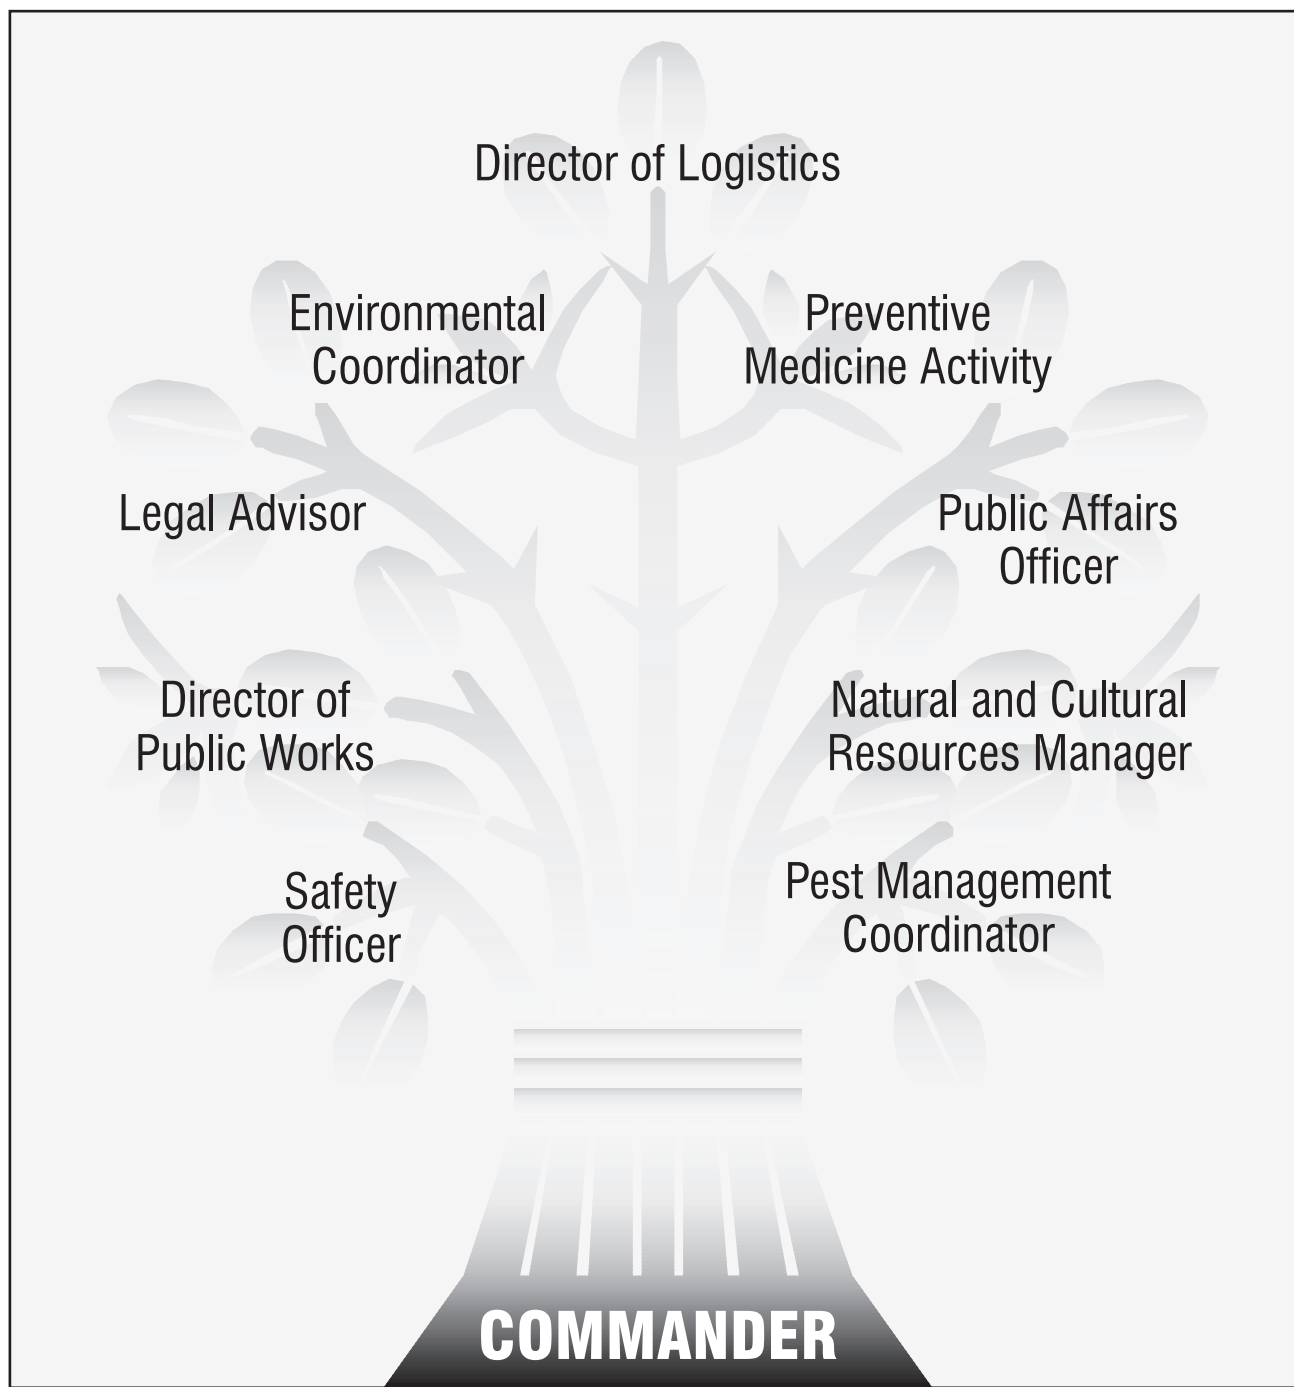 Director of Logistics
Environmental
Coordinator
Preventive
Medicine Activity
Legal Advisor
Public Affairs
Officer
Director of
Public Works
Natural and Cultural
Resources Manager
Safety
Officer
Pest Management
Coordinator
COMMANDER